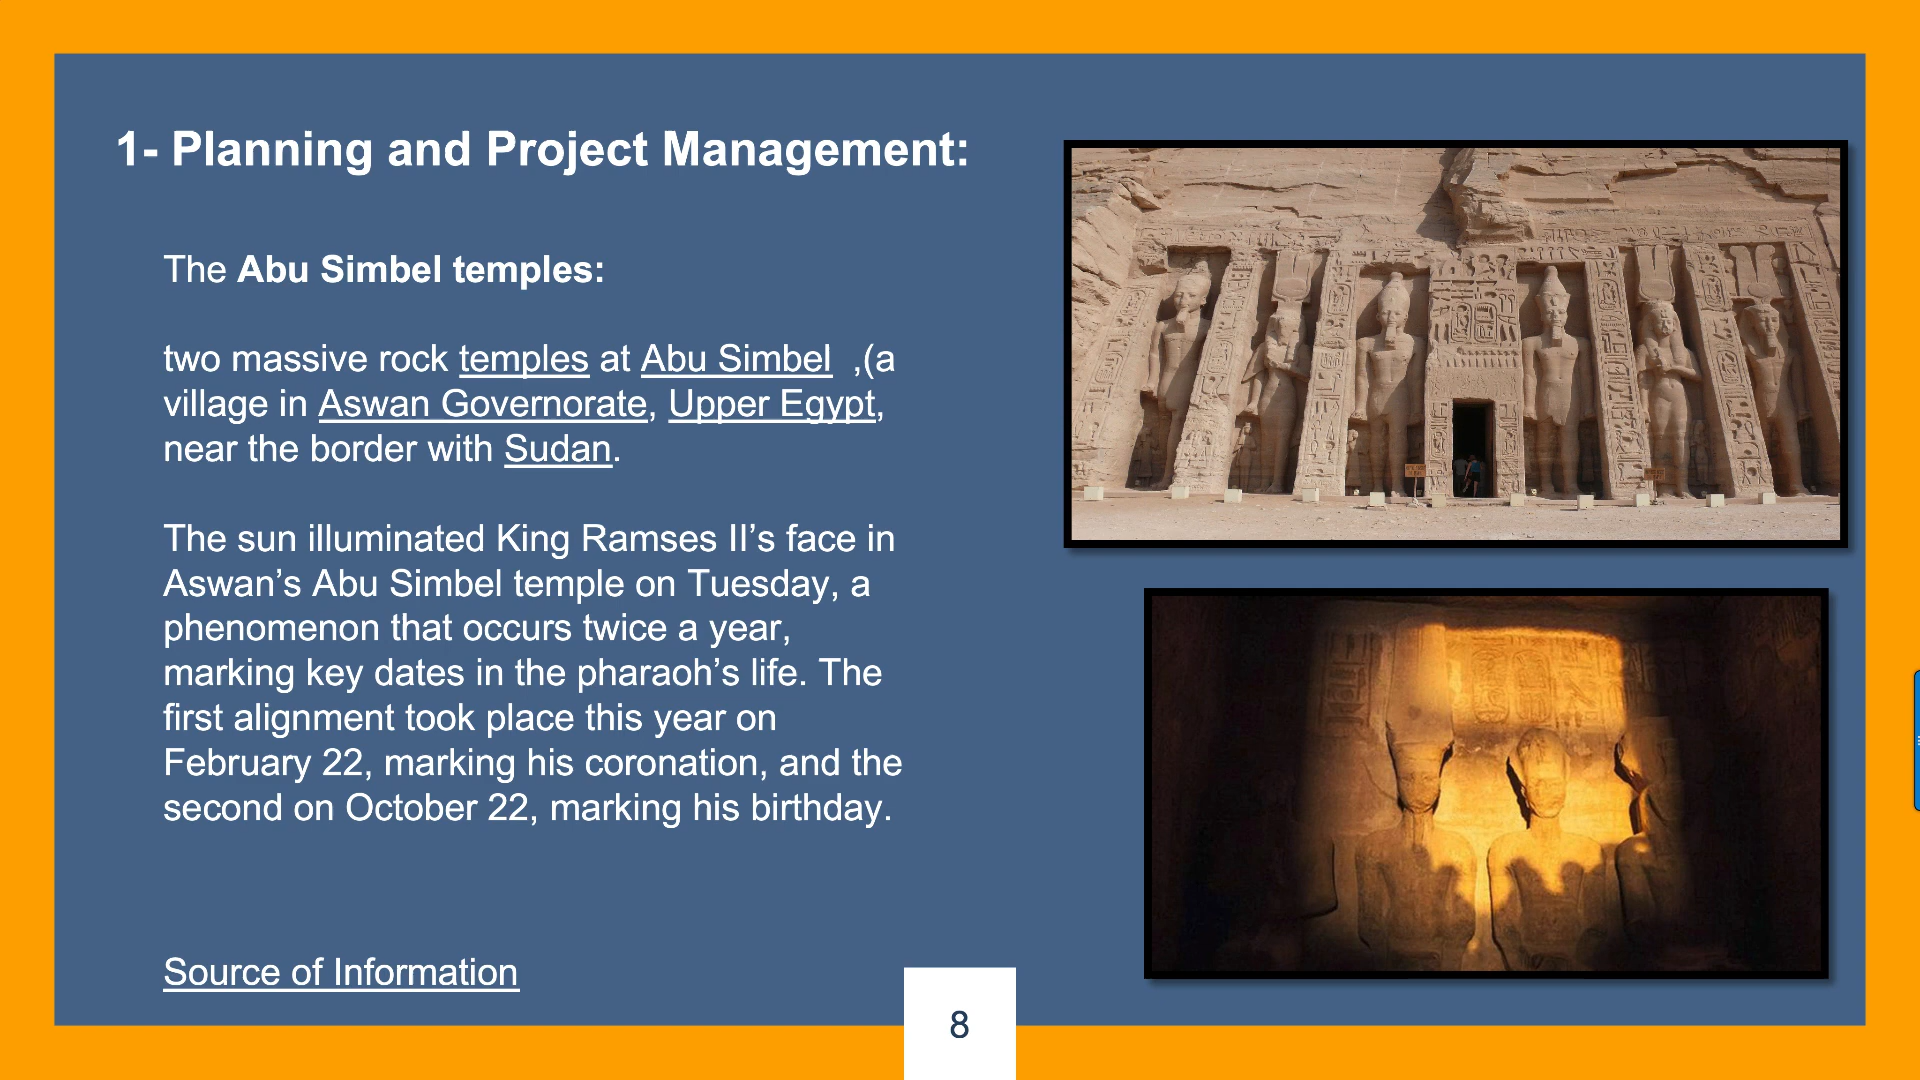 1- Planning and Project Management:
The Abu Simbel temples:
two massive rock temples at Abu Simbel  ,(a
village in Aswan Governorate, Upper Egypt,
near the border with Sudan.
The sun illuminated King Ramses II’s face in
Aswan’s Abu Simbel temple on Tuesday, a
phenomenon that occurs twice a year,
marking key dates in the pharaoh’s life. The
first alignment took place this year on
February 22, marking his coronation, and the
second on October 22, marking his birthday.
Source of Information
8